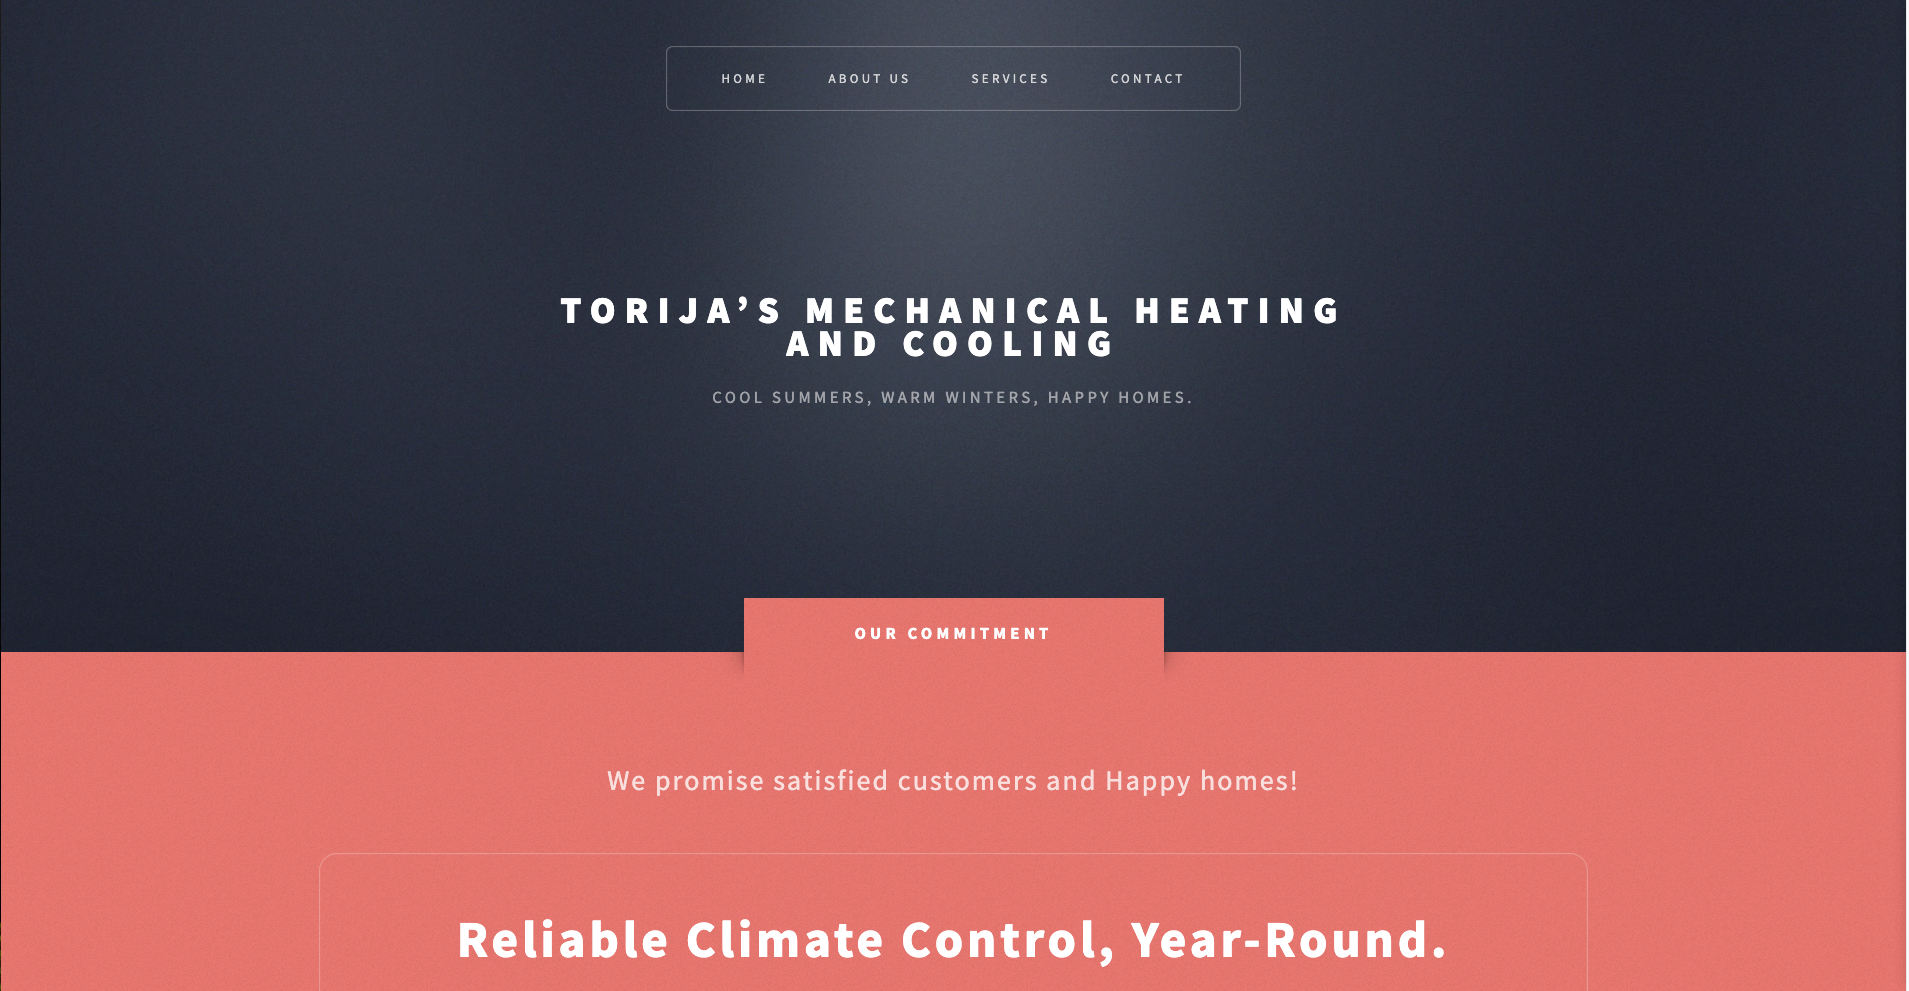 HOME ABOUT US SERVICES CONTACT
TORIJA’S MECHANICAL HEATING
AND COOLING
COOL SUMMERS, WARM WINTERS, HAPPY HOMES.
OUR COMMITMENT
We promise satisfied customers and Happy homes!
Reliable Climate Control, Year-Round.